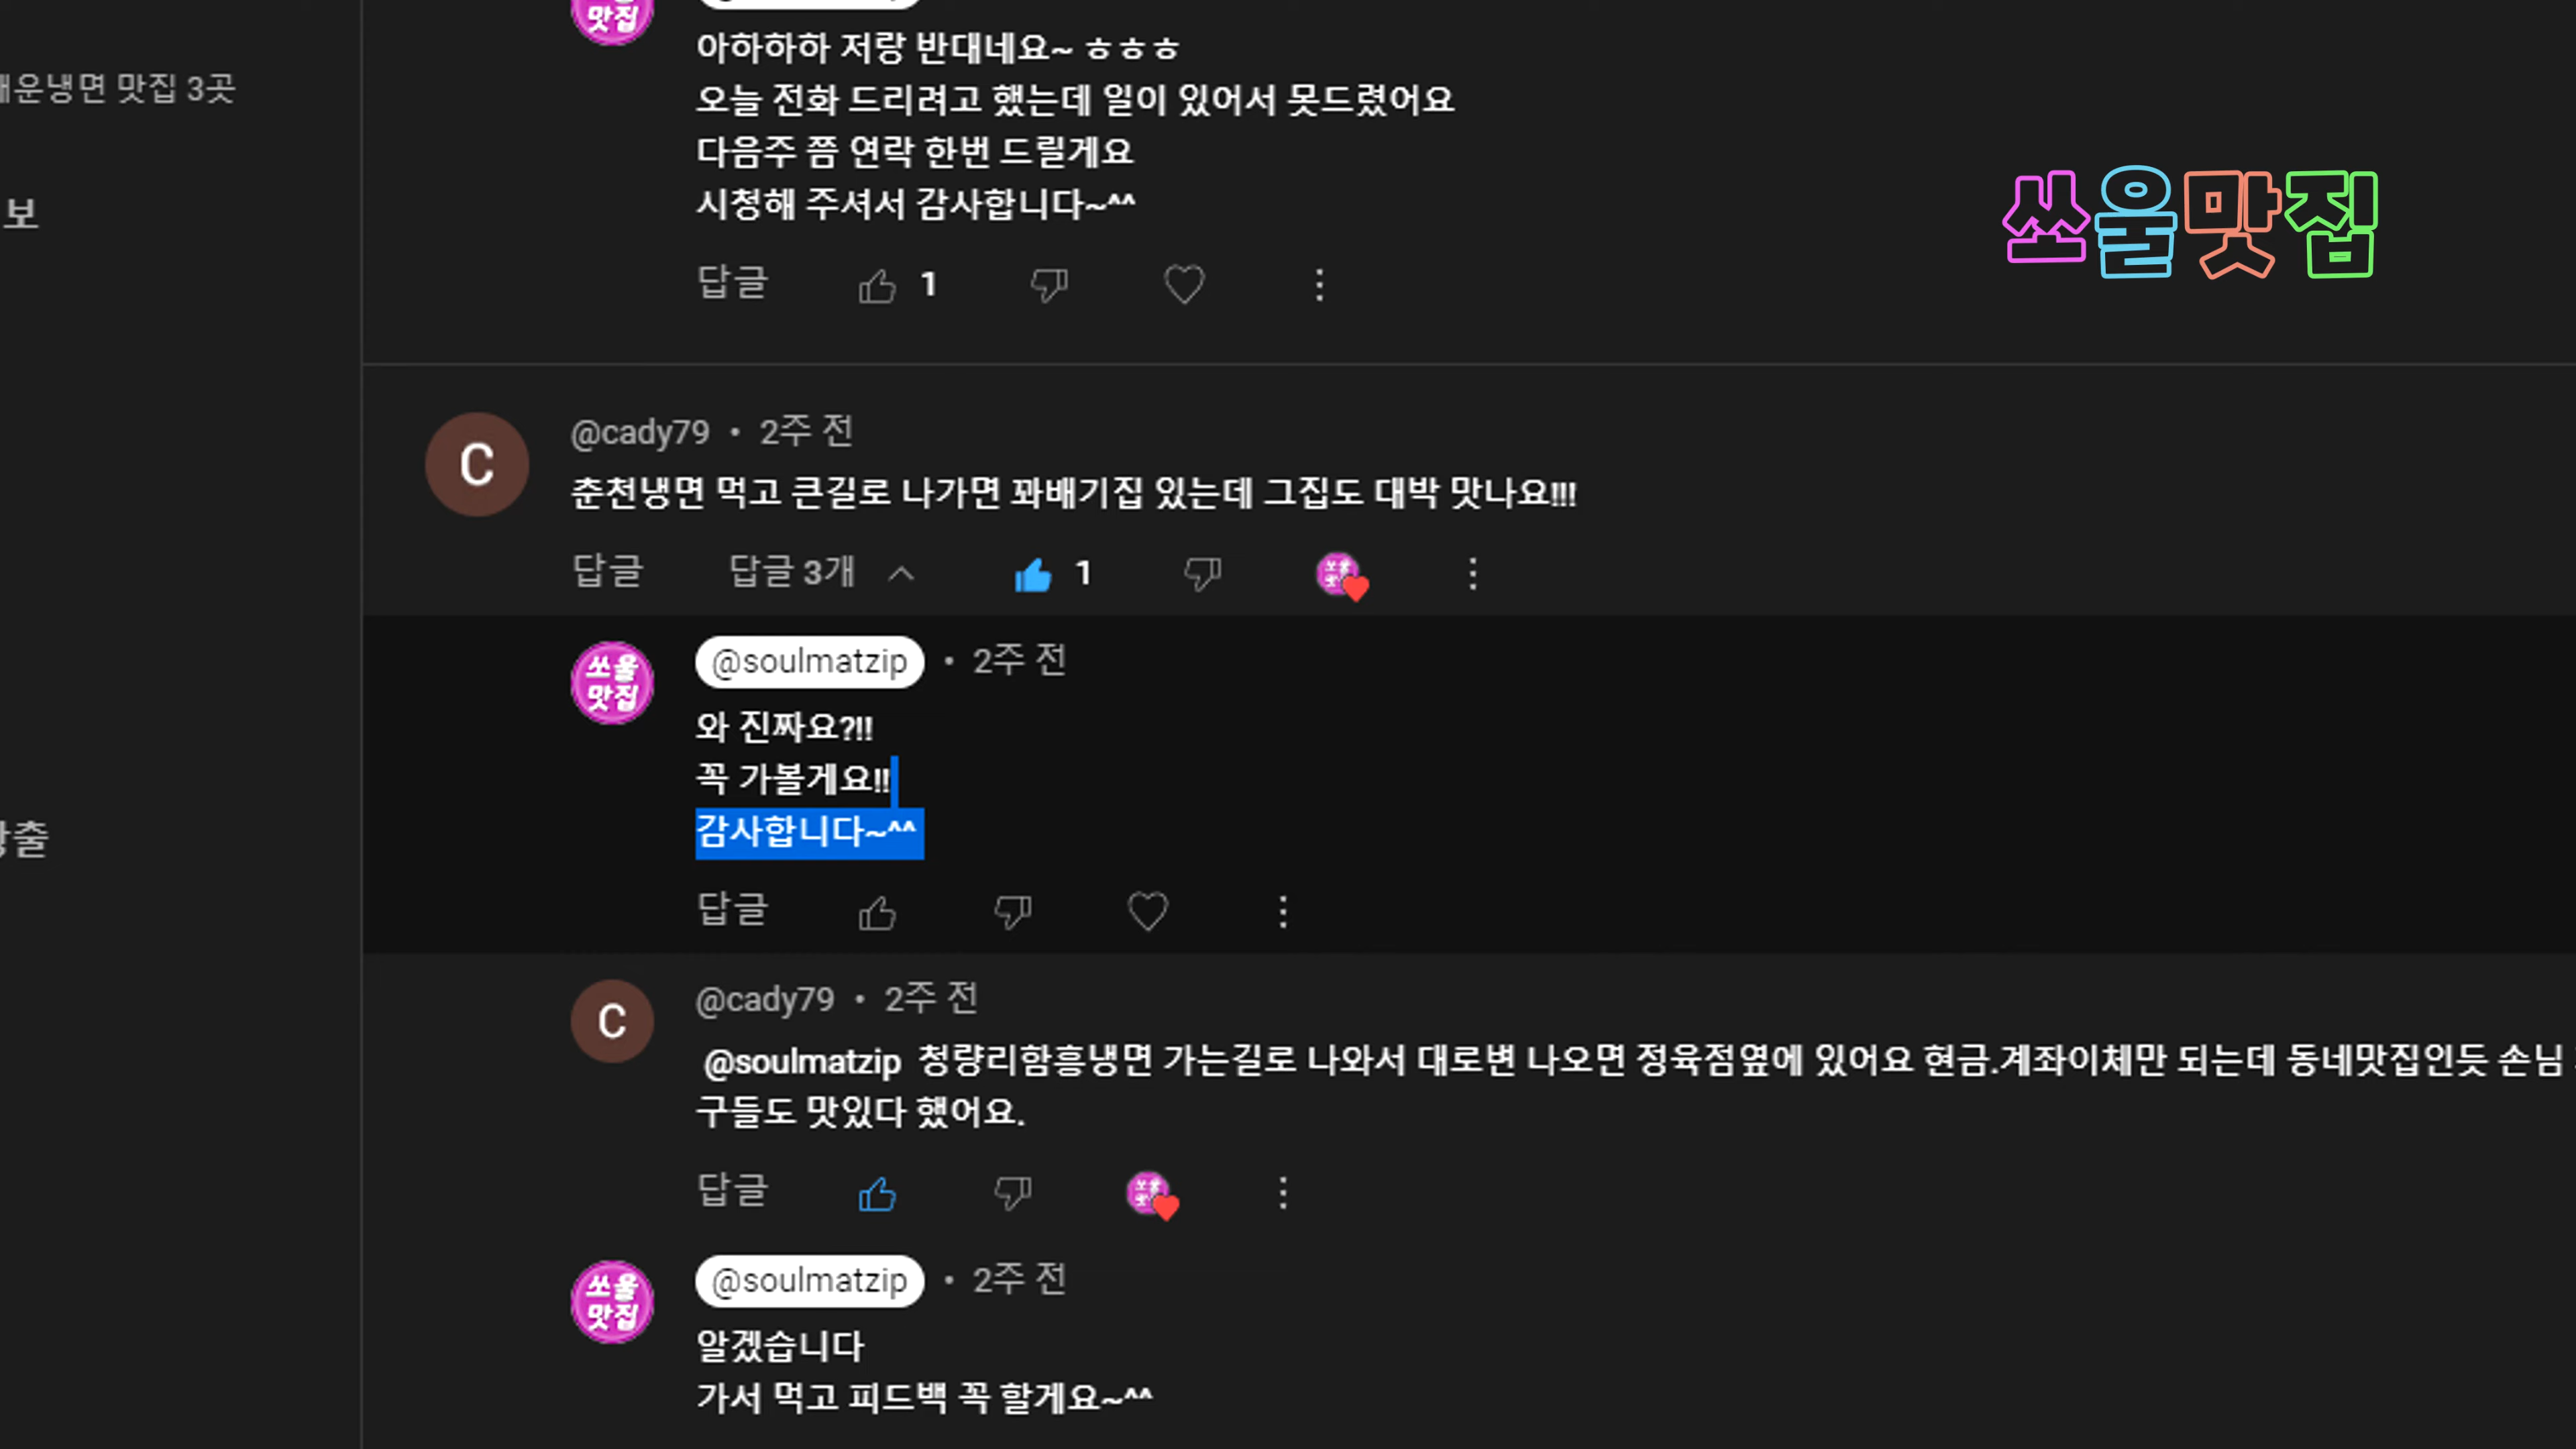 맛집
아하하하 저랑 반대네요~ ㅎㅎㅎ
오늘 전화 드리려고 했는데 일이 있어서 못드렸어요
다음주 쯤 연락 한번 드릴게요
시청해 주셔서 감사합니다~^^
답글 1
매운냉면 맛집 3곳
보
쏘울맛집
C
@cady79 • 2주 전
춘천냉면 먹고 큰길로 나가면 꽈배기집 있는데 그집도 대박 맛나요!!!
답글 답글 3개 1
쏘울
맛집
@soulmatzip • 2주 전
와 진짜요?!!
꼭 가볼게요!!
감사합니다~^^
출
답글
C
@cady79 • 2주 전
@soulmatzip 청량리함흥냉면 가는길로 나와서 대로변 나오면 정육점옆에 있어요 현금.계좌이체만 되는데 동네맛집인듯 손님
구들도 맛있다 했어요.
답글
쏘울
맛집
@soulmatzip • 2주 전
알겠습니다
가서 먹고 피드백 꼭 할게요~^^